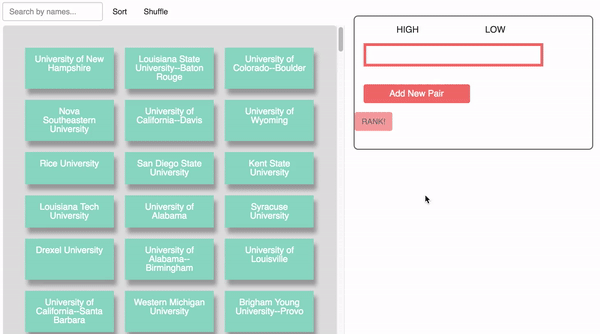 Search by names...
Sort
Shuffle
University of New
Hampshire
Louisiana State
University--Baton
Rouge
University of
Colorado--Boulder
Nova
Southeastern
University
University of
California--Davis
University of
Wyoming
Rice University
San Diego State
University
Kent State
University
Louisiana Tech
University
University of
Alabama
Syracuse
University
Drexel University
University of
Alabama--
Birmingham
University of
Louisville
University of
California--Santa
Barbara
Western Michigan
University
Brigham Young
University--Provo
HIGH
LOW
Add New Pair
RANK!